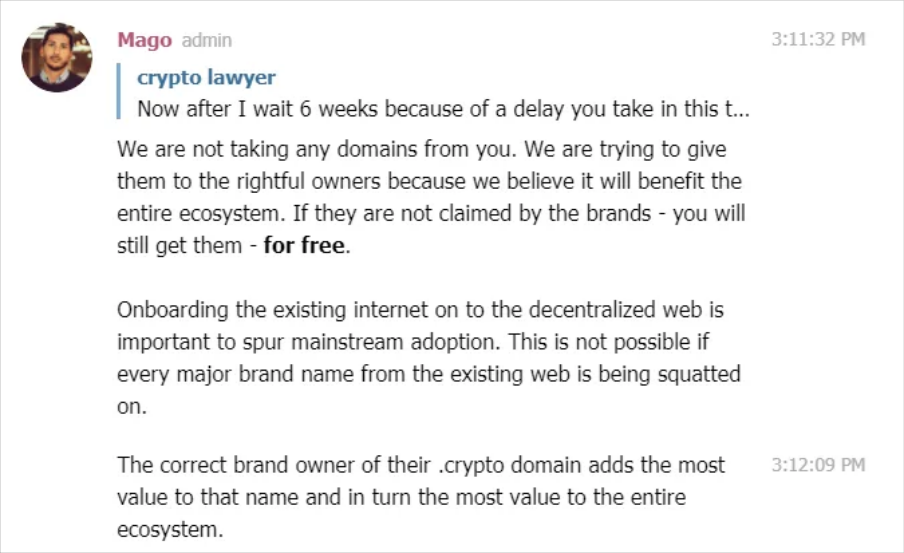 Mago admin 3:11:32 PM
crypto lawyer
Now after I wait 6 weeks because of a delay you take in this t...
We are not taking any domains from you. We are trying to give
them to the rightful owners because we believe it will benefit the
entire ecosystem. If they are not claimed by the brands - you will
still get them - for free.
Onboarding the existing internet on to the decentralized web is
important to spur mainstream adoption. This is not possible if
every major brand name from the existing web is being squatted
on.
The correct brand owner of their .crypto domain adds the most 3:12:09 PM
value to that name and in turn the most value to the entire
ecosystem.